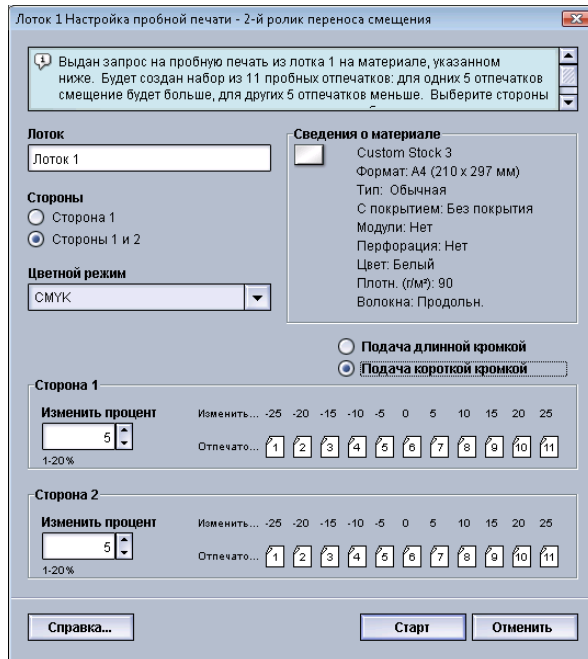 Лоток 1 Настройка пробной печати - 2-й ролик переноса смещения
Выдан запрос на пробную печать из лотка 1 на материале, указанном
ниже. Будет создан набор из 11 пробных отпечатков: для одних 5 отпечатков
смещение будет больше, для других 5 отпечатков меньше. Выберите стороны
Лоток
Лоток 1
Стороны
Сторона 1
Стороны 1 и 2
Цветной режим
CMYK
Сведения о материале
Custom Stock 3
Формат: A4 (210 x 297 мм)
Тип: Обычная
С покрытием: Без покрытия
Модули: Нет
Перфорация: Нет
Цвет: Белый
Плотн. (г/м²): 90
Волокна: Продольн.
Подача длинной кромкой
Подача короткой кромкой
Сторона 1
Изменить процент
5
1-20%
Изменить... -25 -20 -15 -10 -5 0 5 10 15 20 25
Отпечато... 1 2 3 4 5 6 7 8 9 10 11
Сторона 2
Изменить процент
5
1-20%
Изменить... -25 -20 -15 -10 -5 0 5 10 15 20 25
Отпечато... 1 2 3 4 5 6 7 8 9 10 11
Справка... Старт Отменить